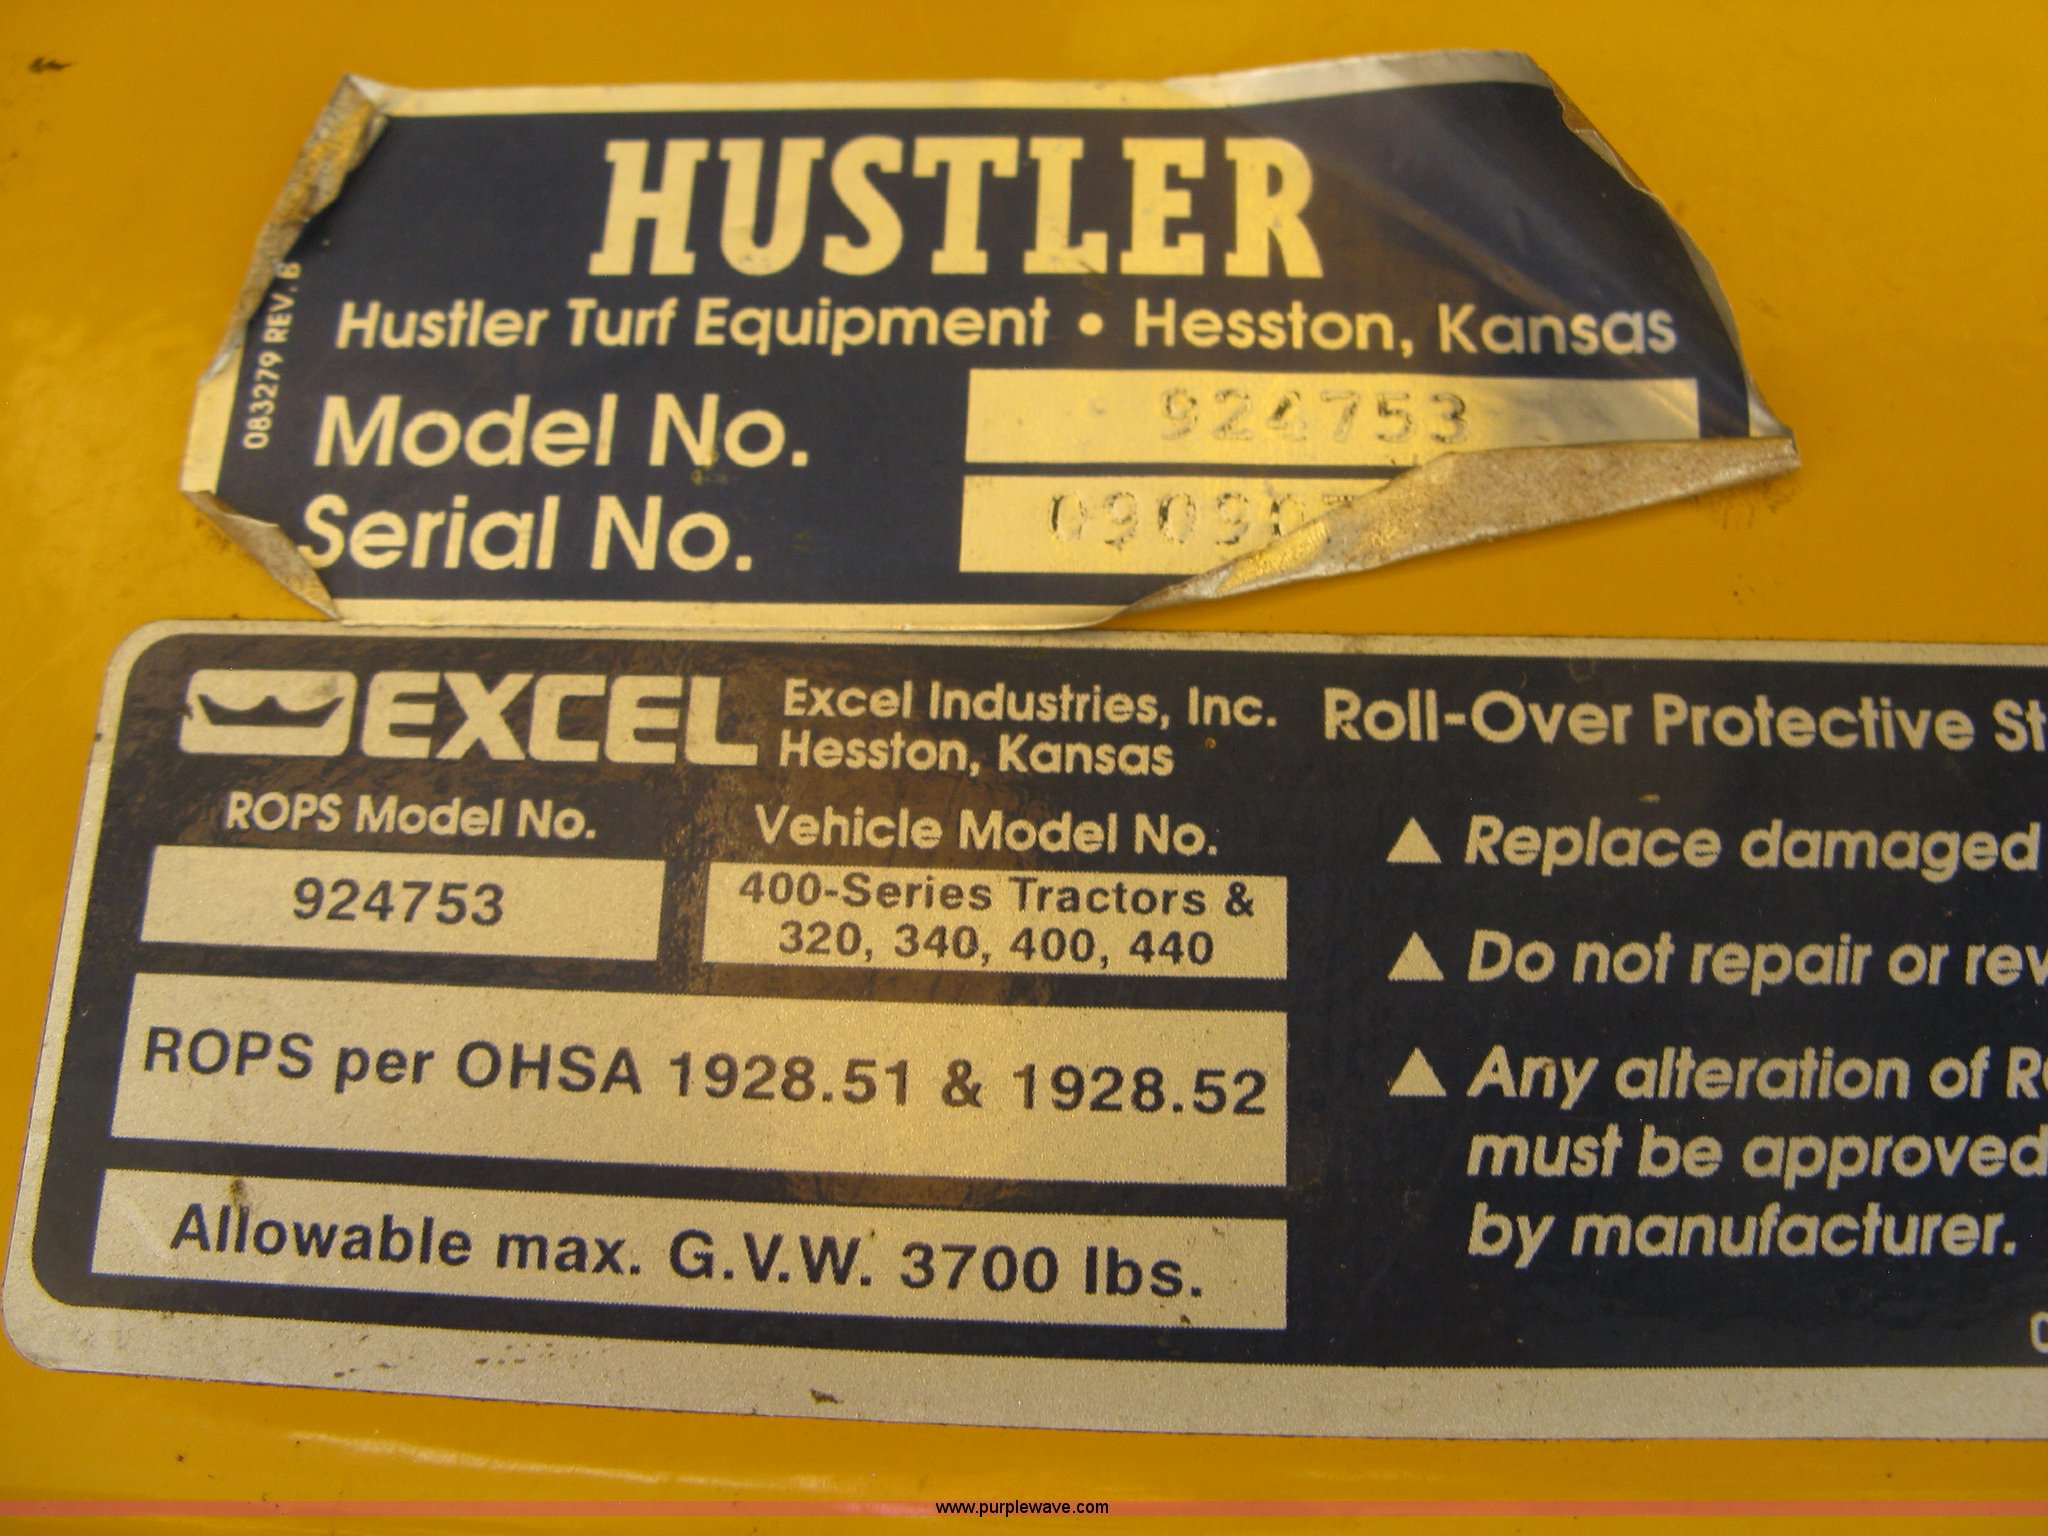 HUSTLER
Hustler Turf Equipment • Hesston, Kansas
083279 REV. B
Model No. 924753
Serial No. 09090
EXCEL Excel Industries, Inc.
Hesston, Kansas
ROPS Model No.
924753
Vehicle Model No.
400-Series Tractors &
320, 340, 400, 440
ROPS per OHSA 1928.51 & 1928.52
Allowable max. G.V.W. 3700 lbs.
Roll-Over Protective St
▲ Replace damaged
▲ Do not repair or rev
▲ Any alteration of R
must be approved
by manufacturer.
www.purplewave.com